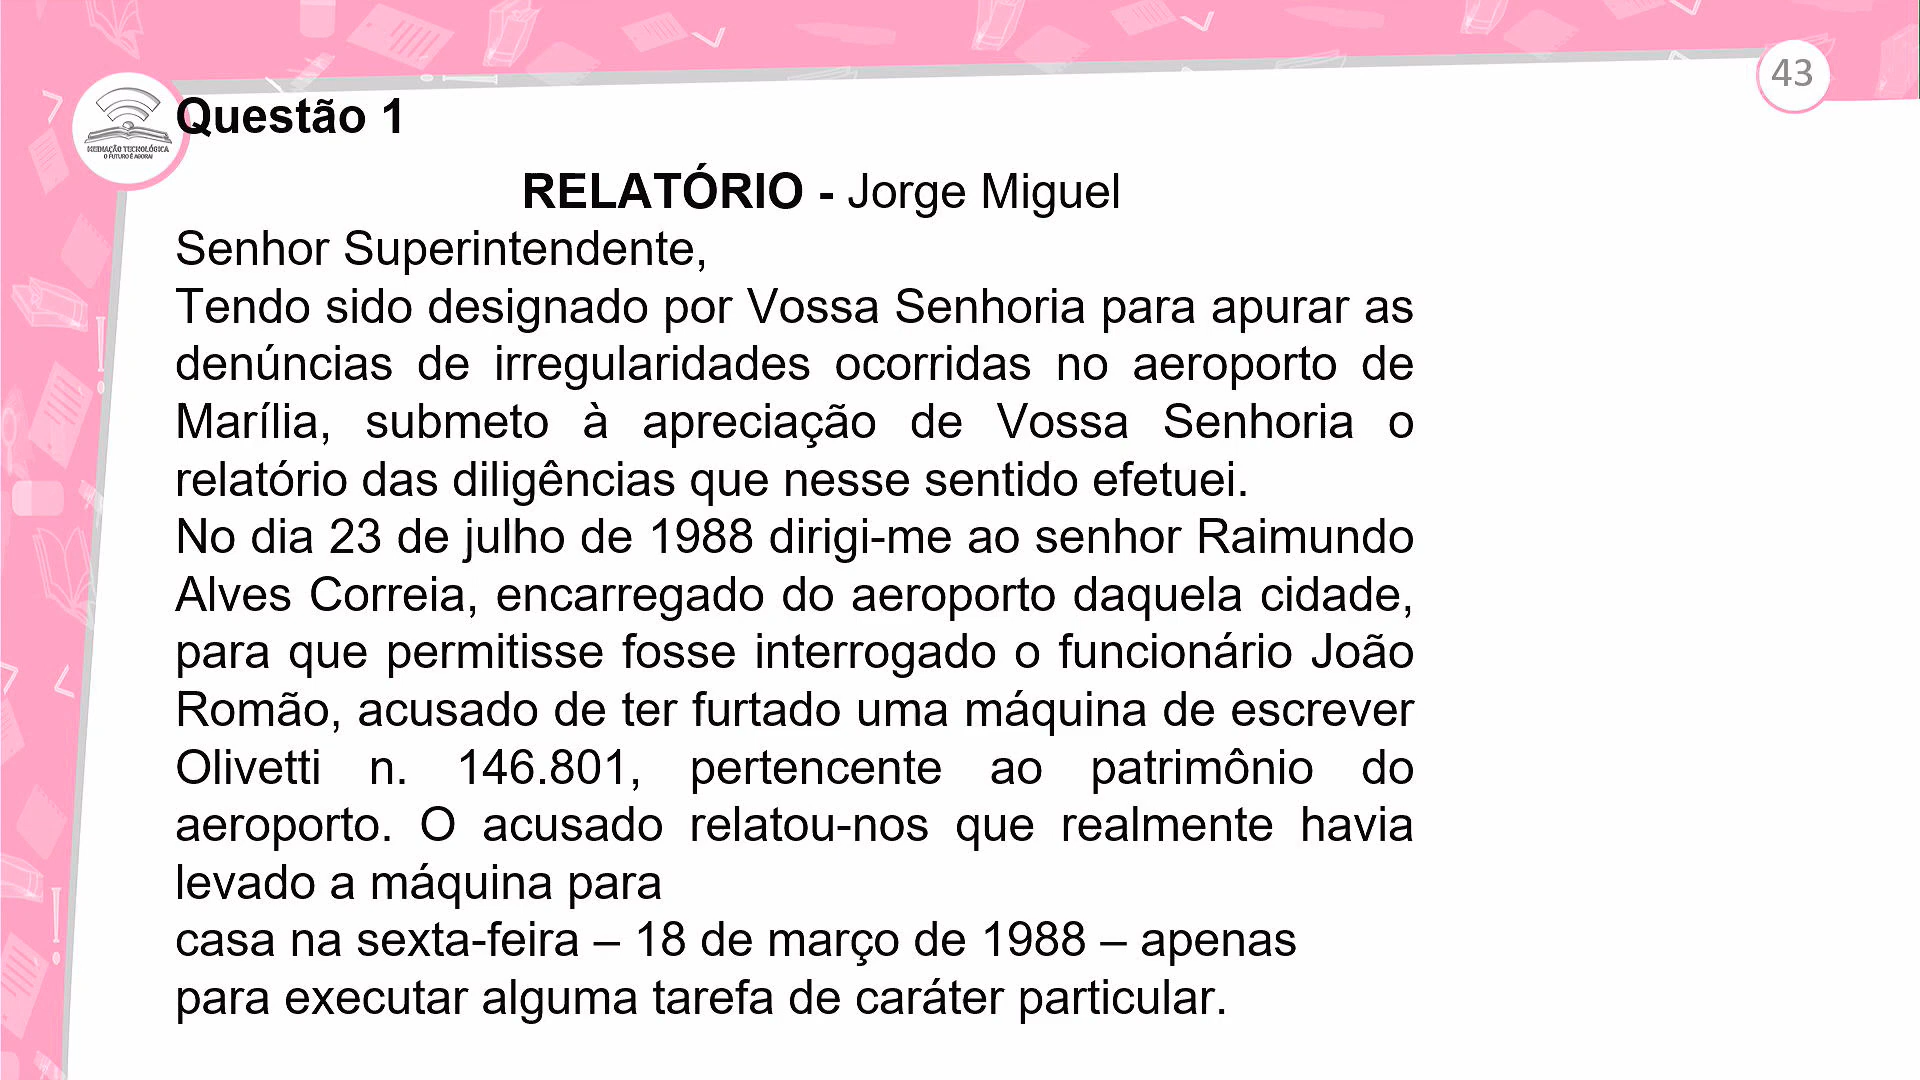 43
MEDIAÇÃO TECNOLÓGICA
O FUTURO É AGORA!
Questão 1
RELATÓRIO - Jorge Miguel
Senhor Superintendente,
Tendo sido designado por Vossa Senhoria para apurar as
denúncias de irregularidades ocorridas no aeroporto de
Marília, submeto à apreciação de Vossa Senhoria o
relatório das diligências que nesse sentido efetuei.
No dia 23 de julho de 1988 dirigi-me ao senhor Raimundo
Alves Correia, encarregado do aeroporto daquela cidade,
para que permitisse fosse interrogado o funcionário João
Romão, acusado de ter furtado uma máquina de escrever
Olivetti n. 146.801, pertencente ao patrimônio do
aeroporto. O acusado relatou-nos que realmente havia
levado a máquina para
casa na sexta-feira – 18 de março de 1988 – apenas
para executar alguma tarefa de caráter particular.